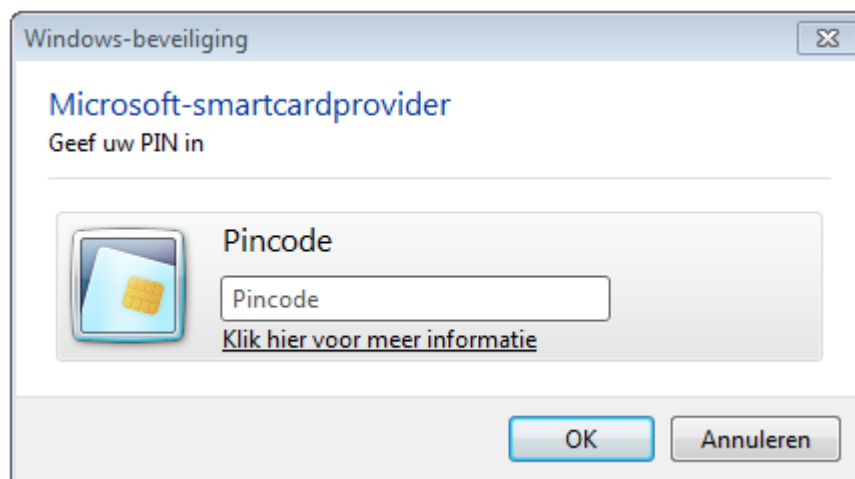 Windows-beveiliging
Microsoft-smartcardprovider
Geef uw PIN in
Pincode
Pincode
Klik hier voor meer informatie
OK
Annuleren